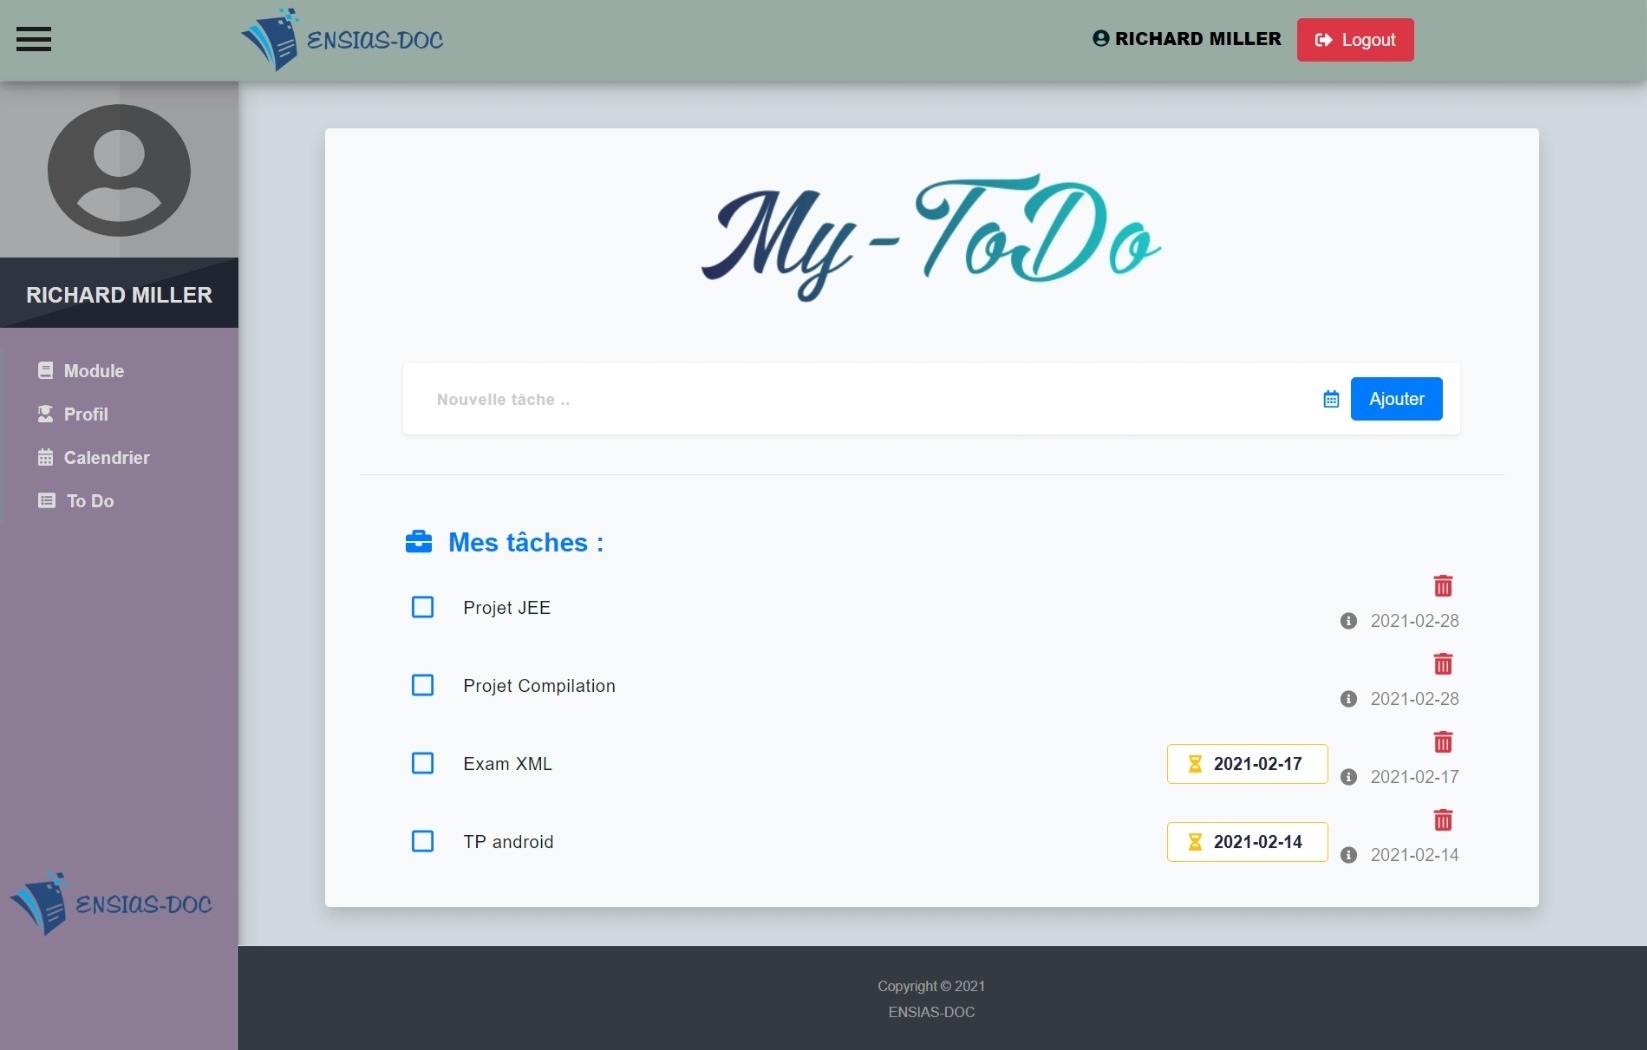 ENSIAS-DOC
RICHARD MILLER
Logout
RICHARD MILLER
Module
Profil
Calendrier
To Do
ENSIAS-DOC
My-ToDo
Nouvelle tâche ..
Ajouter
Mes tâches :
Projet JEE
2021-02-28
Projet Compilation
2021-02-28
Exam XML
2021-02-17
2021-02-17
TP android
2021-02-14
2021-02-14
Copyright © 2021
ENSIAS-DOC